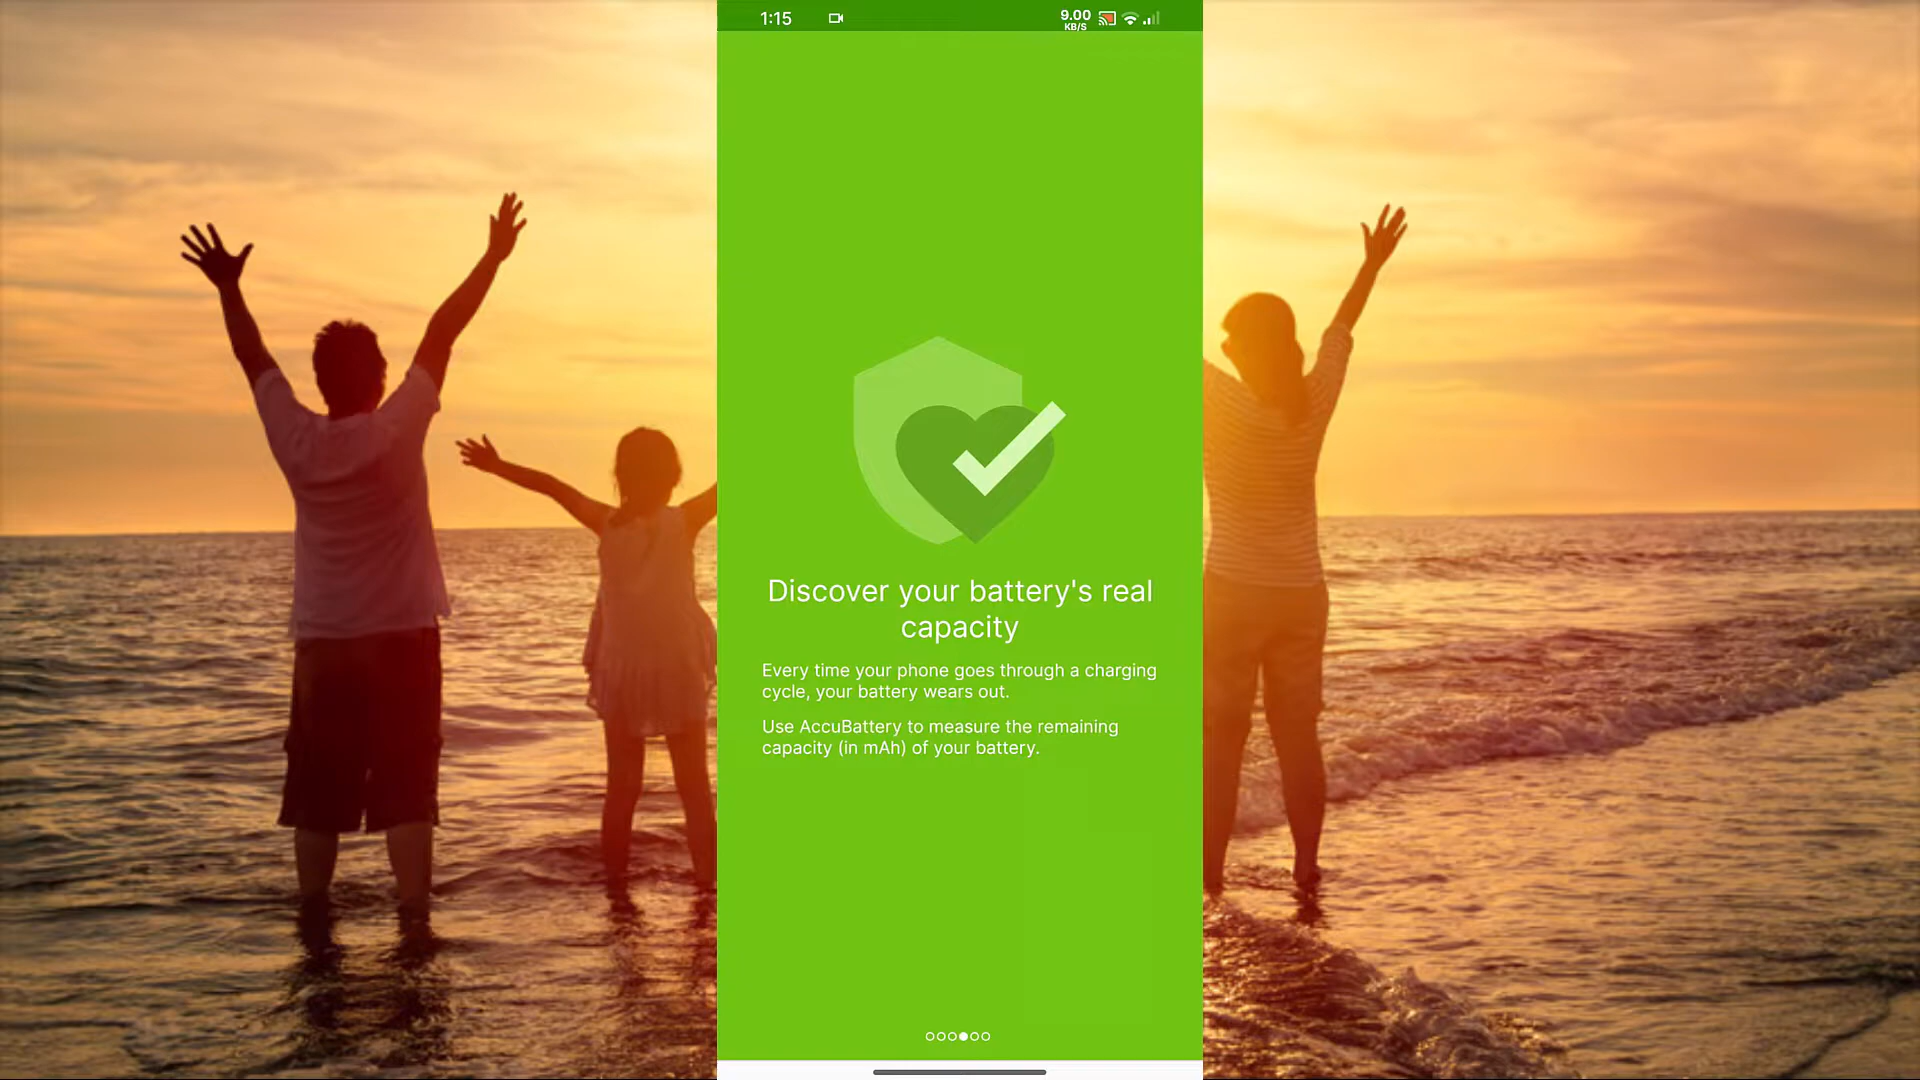 1:15
9.00
KB/S
Discover your battery's real
capacity
Every time your phone goes through a charging
cycle, your battery wears out.
Use AccuBattery to measure the remaining
capacity (in mAh) of your battery.